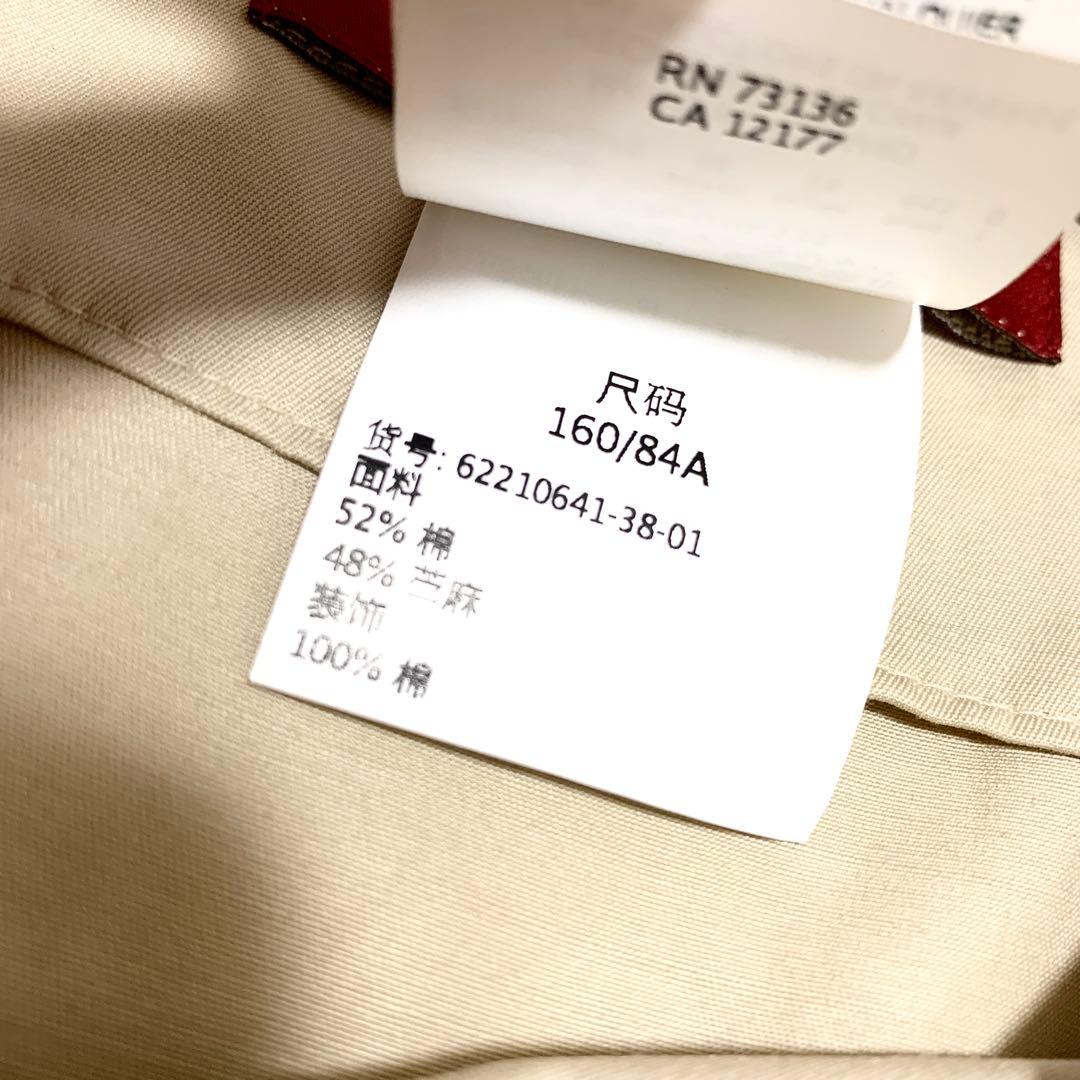 RN 73136
CA 12177
尺码
160/84A
货号: 62210641-38-01
面料
52% 棉
48% 苎麻
装饰
100% 棉